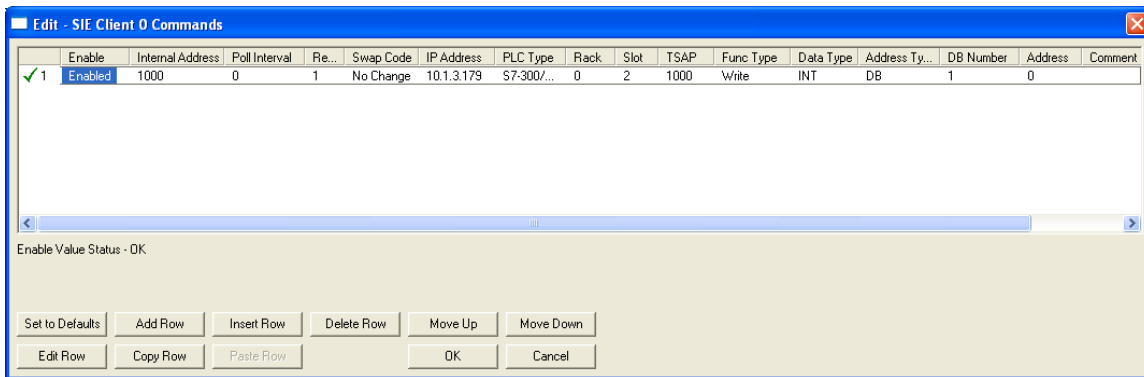 Edit - SIE Client 0 Commands
Enable Internal Address Poll Interval Re... Swap Code IP Address PLC Type Rack Slot TSAP Func Type Data Type Address Ty... DB Number Address Comment
1 Enabled 1000 0 1 No Change 10.1.3.179 S7-300/... 0 2 1000 Write INT DB 1 0
Enable Value Status - OK
Set to Defaults Add Row Insert Row Delete Row Move Up Move Down
Edit Row Copy Row Paste Row OK Cancel